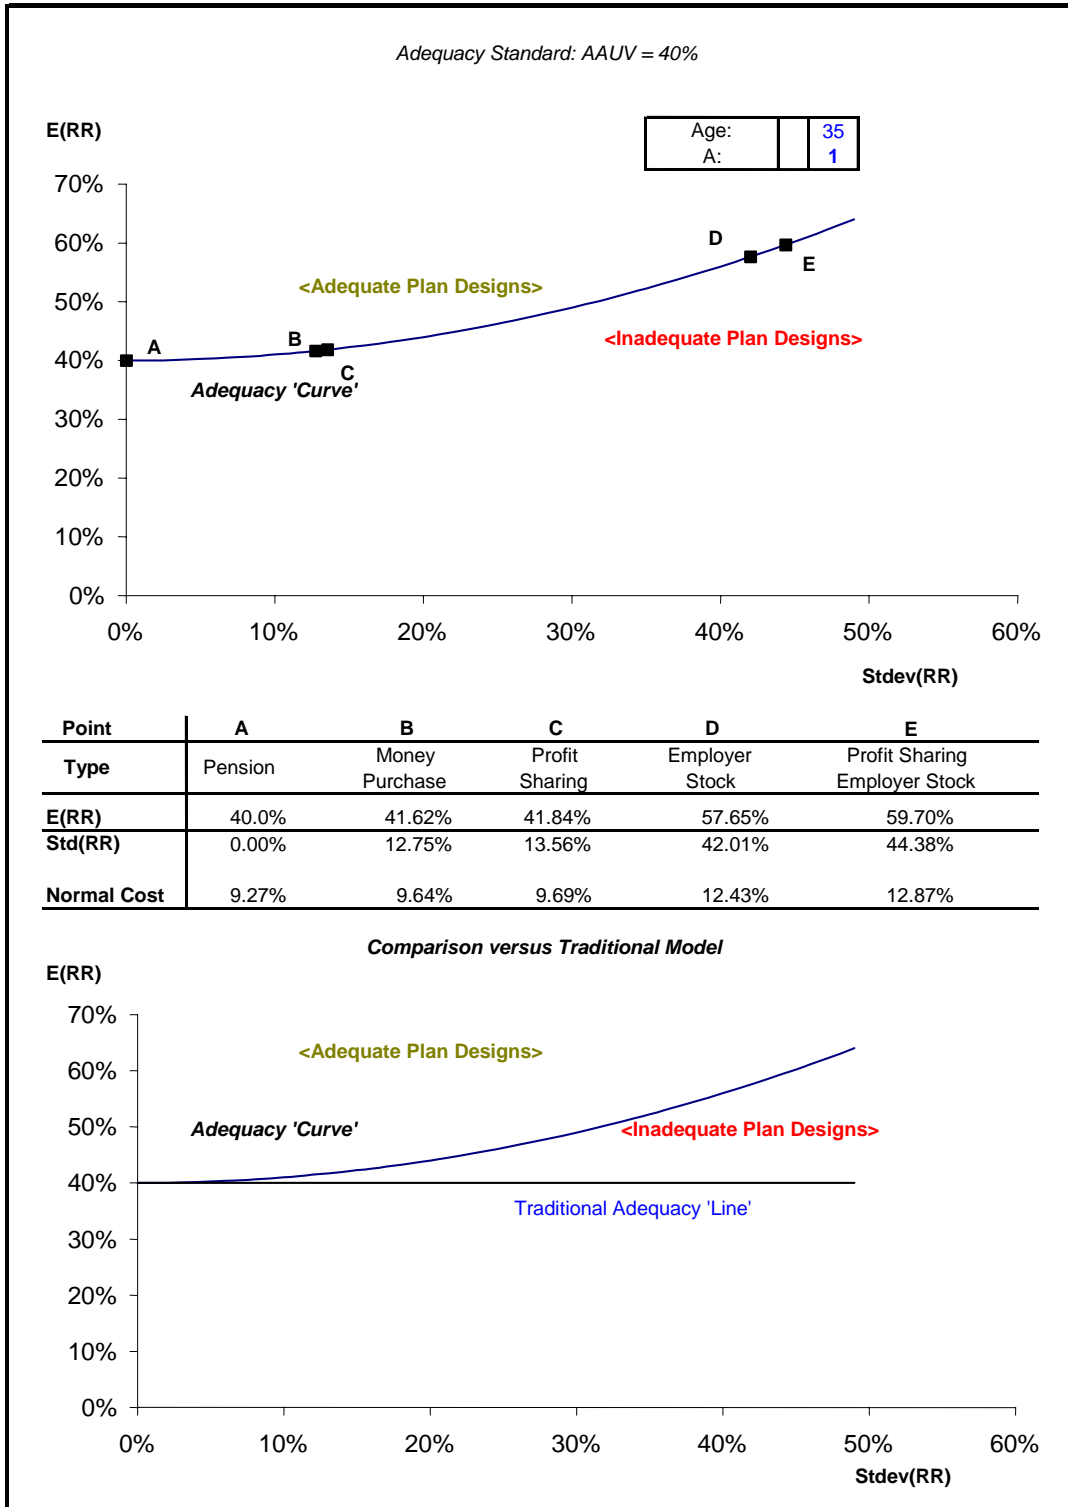 Adequacy Standard: AAUV = 40%
E(RR)
Age: 35
A: 1
70%
60%
50%
40%
30%
20%
10%
0%
A
B
C
D
E
<Adequate Plan Designs>
<Inadequate Plan Designs>
Adequacy 'Curve'
0% 10% 20% 30% 40% 50% 60%
Stdev(RR)
Point A B C D E
Type Pension Money Purchase Profit Sharing Employer Stock Profit Sharing Employer Stock
E(RR) 40.0% 41.62% 41.84% 57.65% 59.70%
Std(RR) 0.00% 12.75% 13.56% 42.01% 44.38%
Normal Cost 9.27% 9.64% 9.69% 12.43% 12.87%
Comparison versus Traditional Model
E(RR)
70%
60%
50%
40%
30%
20%
10%
0%
<Adequate Plan Designs>
Adequacy 'Curve'
<Inadequate Plan Designs>
Traditional Adequacy 'Line'
0% 10% 20% 30% 40% 50% 60%
Stdev(RR)